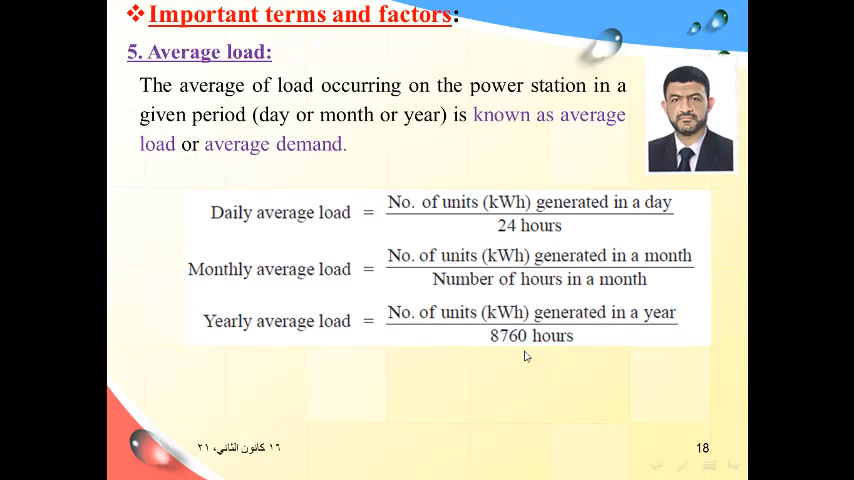 ❖Important terms and factors:
5. Average load:
The average of load occurring on the power station in a
given period (day or month or year) is known as average
load or average demand.
Daily average load = No. of units (kWh) generated in a day
24 hours
Monthly average load = No. of units (kWh) generated in a month
Number of hours in a month
Yearly average load = No. of units (kWh) generated in a year
8760 hours
١٦ كانون الثاني، ٢١
18